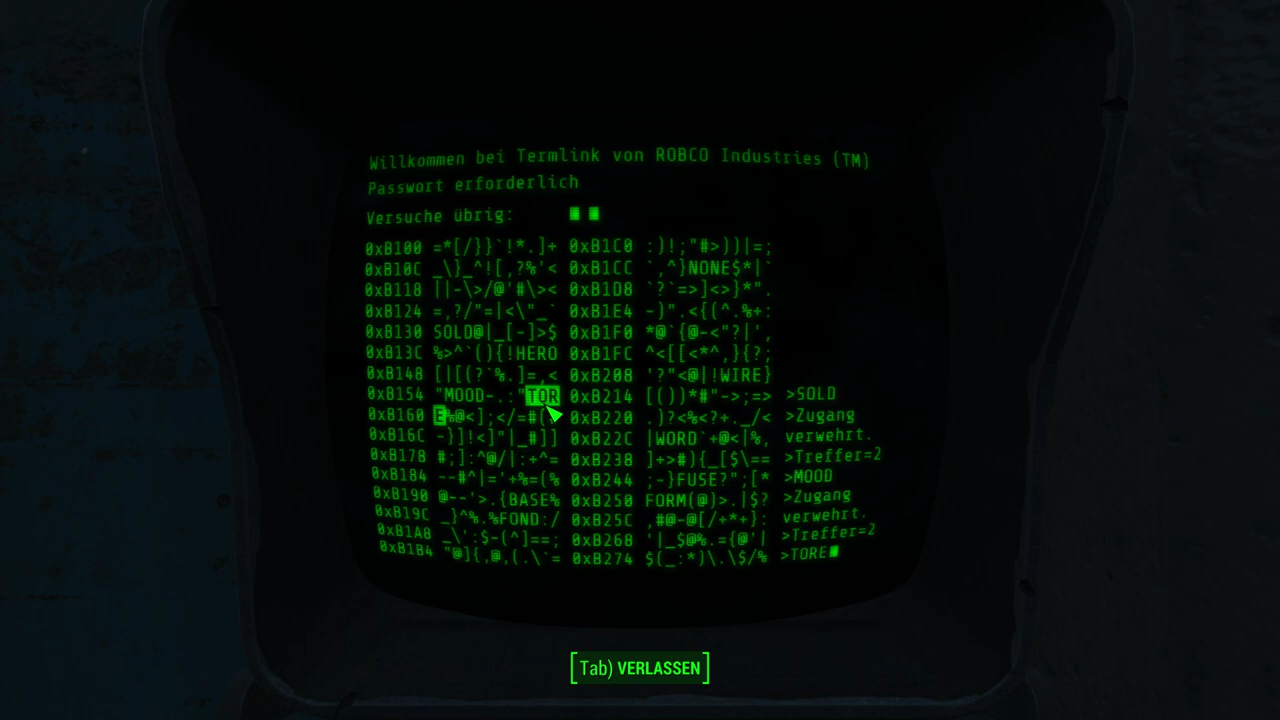 Willkommen bei Termlink von ROBCO Industries (TM)
Passwort erforderlich
Versuche übrig: ■ ■
0xB100 =*[/}}`!*.]+ 0xB1C0 :)!;"#>))|=;
0xB10C _\}_^![,?%'< 0xB1CC `,^}NONE$*|`
0xB118 ||-\>/@'#\>< 0xB1D8 `?`=>]<>}*".
0xB124 =,?/"=|<\"_` 0xB1E4 -)".<{(^.%+:
0xB130 SOLD@|_[-]>$ 0xB1F0 *@`{@-<"?|',
0xB13C %>^`(){!HERO 0xB1FC ^<[[<*^,}{?;
0xB148 [|[(?`%.]=,< 0xB208 '?"<@|!WIRE}
0xB154 "MOOD-.:"TOR 0xB214 [())*#"->;=> >SOLD
0xB160 E%@<];</=#[ 0xB220 .)?<%<?+._/< >Zugang
0xB16C -}]!<]"|_#]] 0xB22C |WORD`+@<|%, verwehrt.
0xB178 #;]:^@/|:+^= 0xB238 ]+>#){_[$\== >Treffer=2
0xB184 --#^|='+%=(% 0xB244 ;-}FUSE?";[* >MOOD
0xB190 @--'>.{BASE% 0xB250 FORM(@)>.|$? >Zugang
0xB19C _}^%.%FOND:/ 0xB25C ,#@-@[/+*+}: verwehrt.
0xB1A8 _\':$-(^]==; 0xB268 '|_$@%.={@'| >Treffer=2
0xB1B4 "@]{,@,(.\`= 0xB274 $(_:*)\.\$/% >TORE■
Tab) VERLASSEN